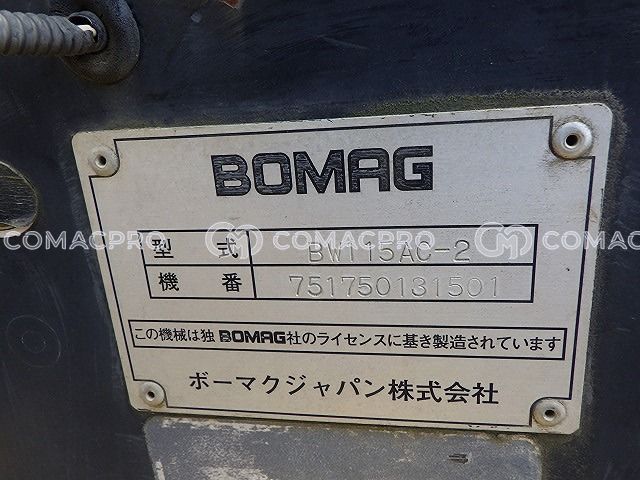 BOMAG
型式 BW115AC-2
機番 751750131501
この機械は独BOMAG社のライセンスに基き製造されています
ボーマクジャパン株式会社
COMACPRO COMACPRO COMACPRO